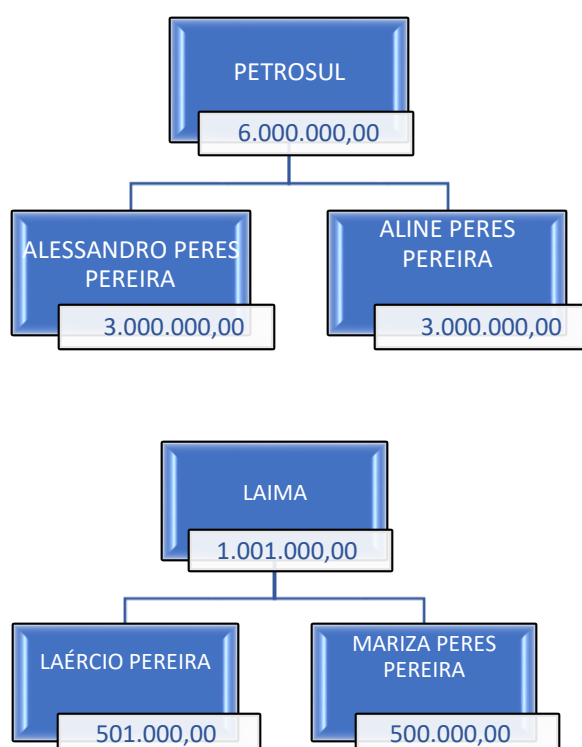 PETROSUL
6.000.000,00
ALESSANDRO PERES
PEREIRA
3.000.000,00
ALINE PERES
PEREIRA
3.000.000,00
LAIMA
1.001.000,00
LAÉRCIO PEREIRA
501.000,00
MARIZA PERES
PEREIRA
500.000,00